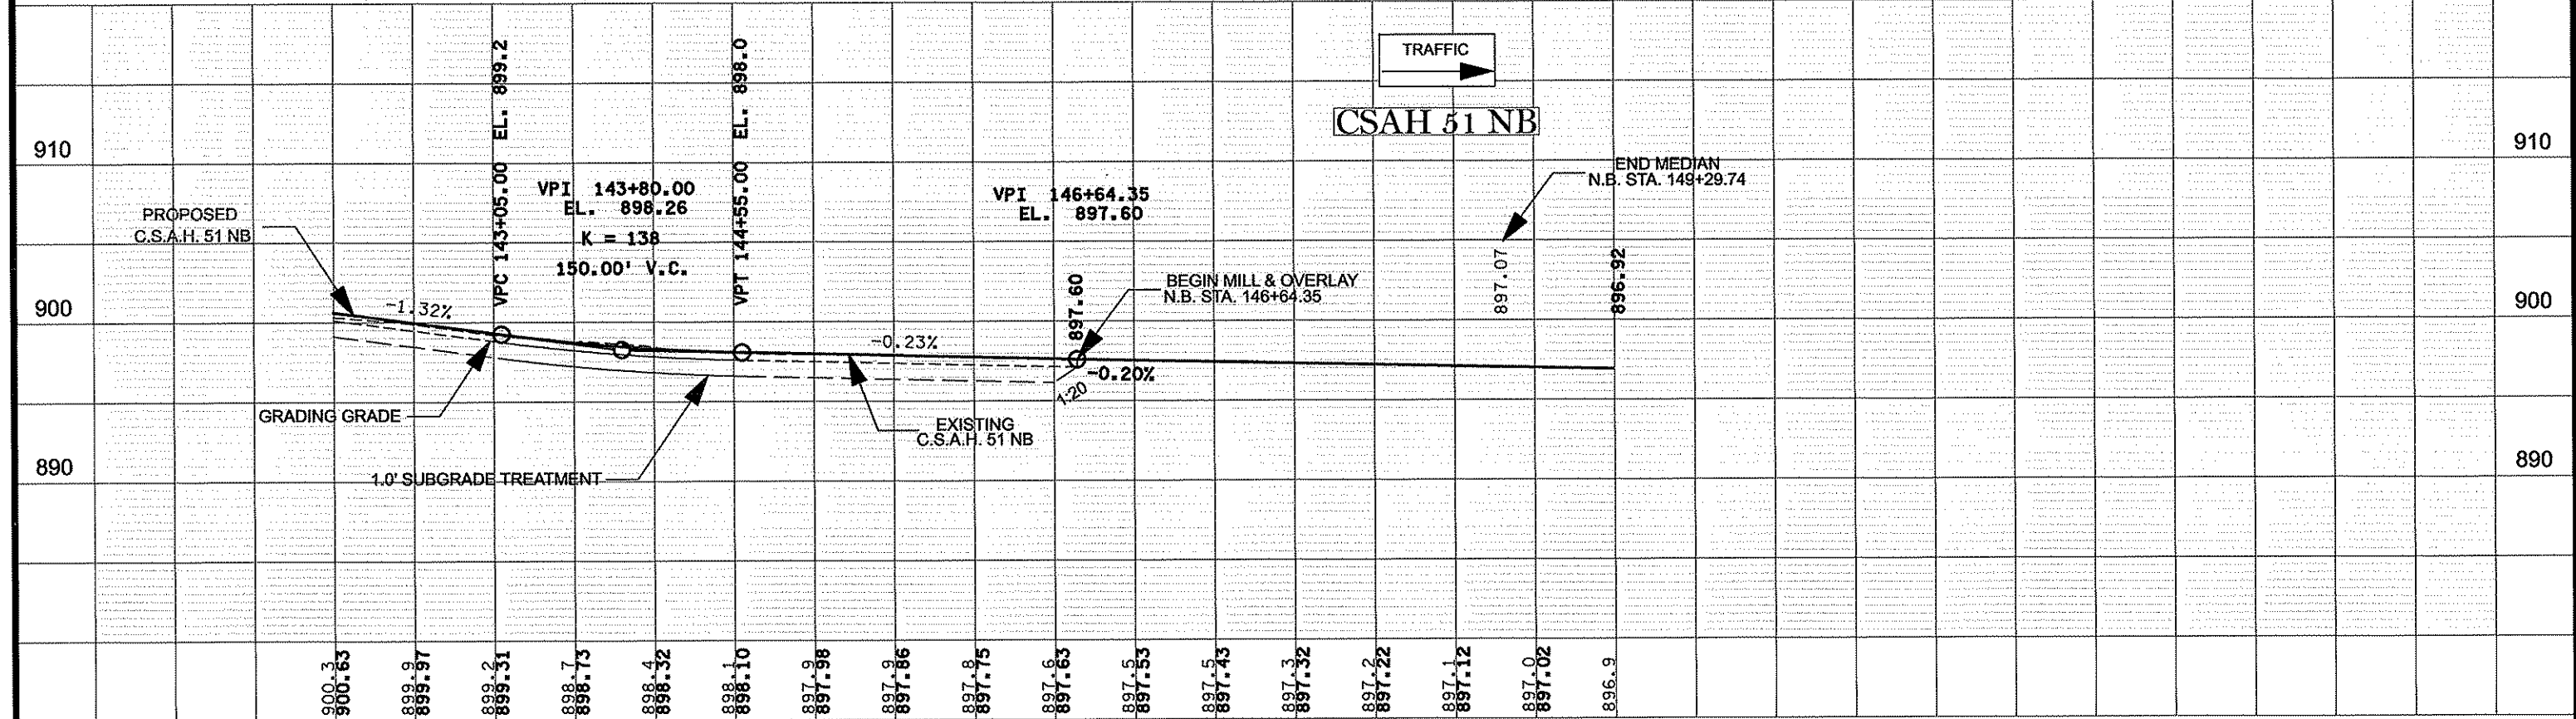 TRAFFIC
CSAH 51 NB
910
910
900
900
890
890
VPC 143+05.00 EL. 899.2
VPT 144+55.00 EL. 898.0
VPI 143+80.00
EL. 898.26
K = 138
150.00' V.C.
VPI 146+64.35
EL. 897.60
END MEDIAN
N.B. STA. 149+29.74
PROPOSED
C.S.A.H. 51 NB
-1.32%
897.60
BEGIN MILL & OVERLAY
N.B. STA. 146+64.35
897.07
896.92
-0.23%
-0.20%
1:20
GRADING GRADE
EXISTING
C.S.A.H. 51 NB
1.0' SUBGRADE TREATMENT
900.3
900.63
899.9
899.97
899.2
899.31
898.7
898.73
898.4
898.32
898.1
898.10
897.9
897.98
897.9
897.86
897.8
897.75
897.6
897.63
897.5
897.53
897.5
897.43
897.3
897.32
897.2
897.22
897.1
897.12
897.0
897.02
896.9